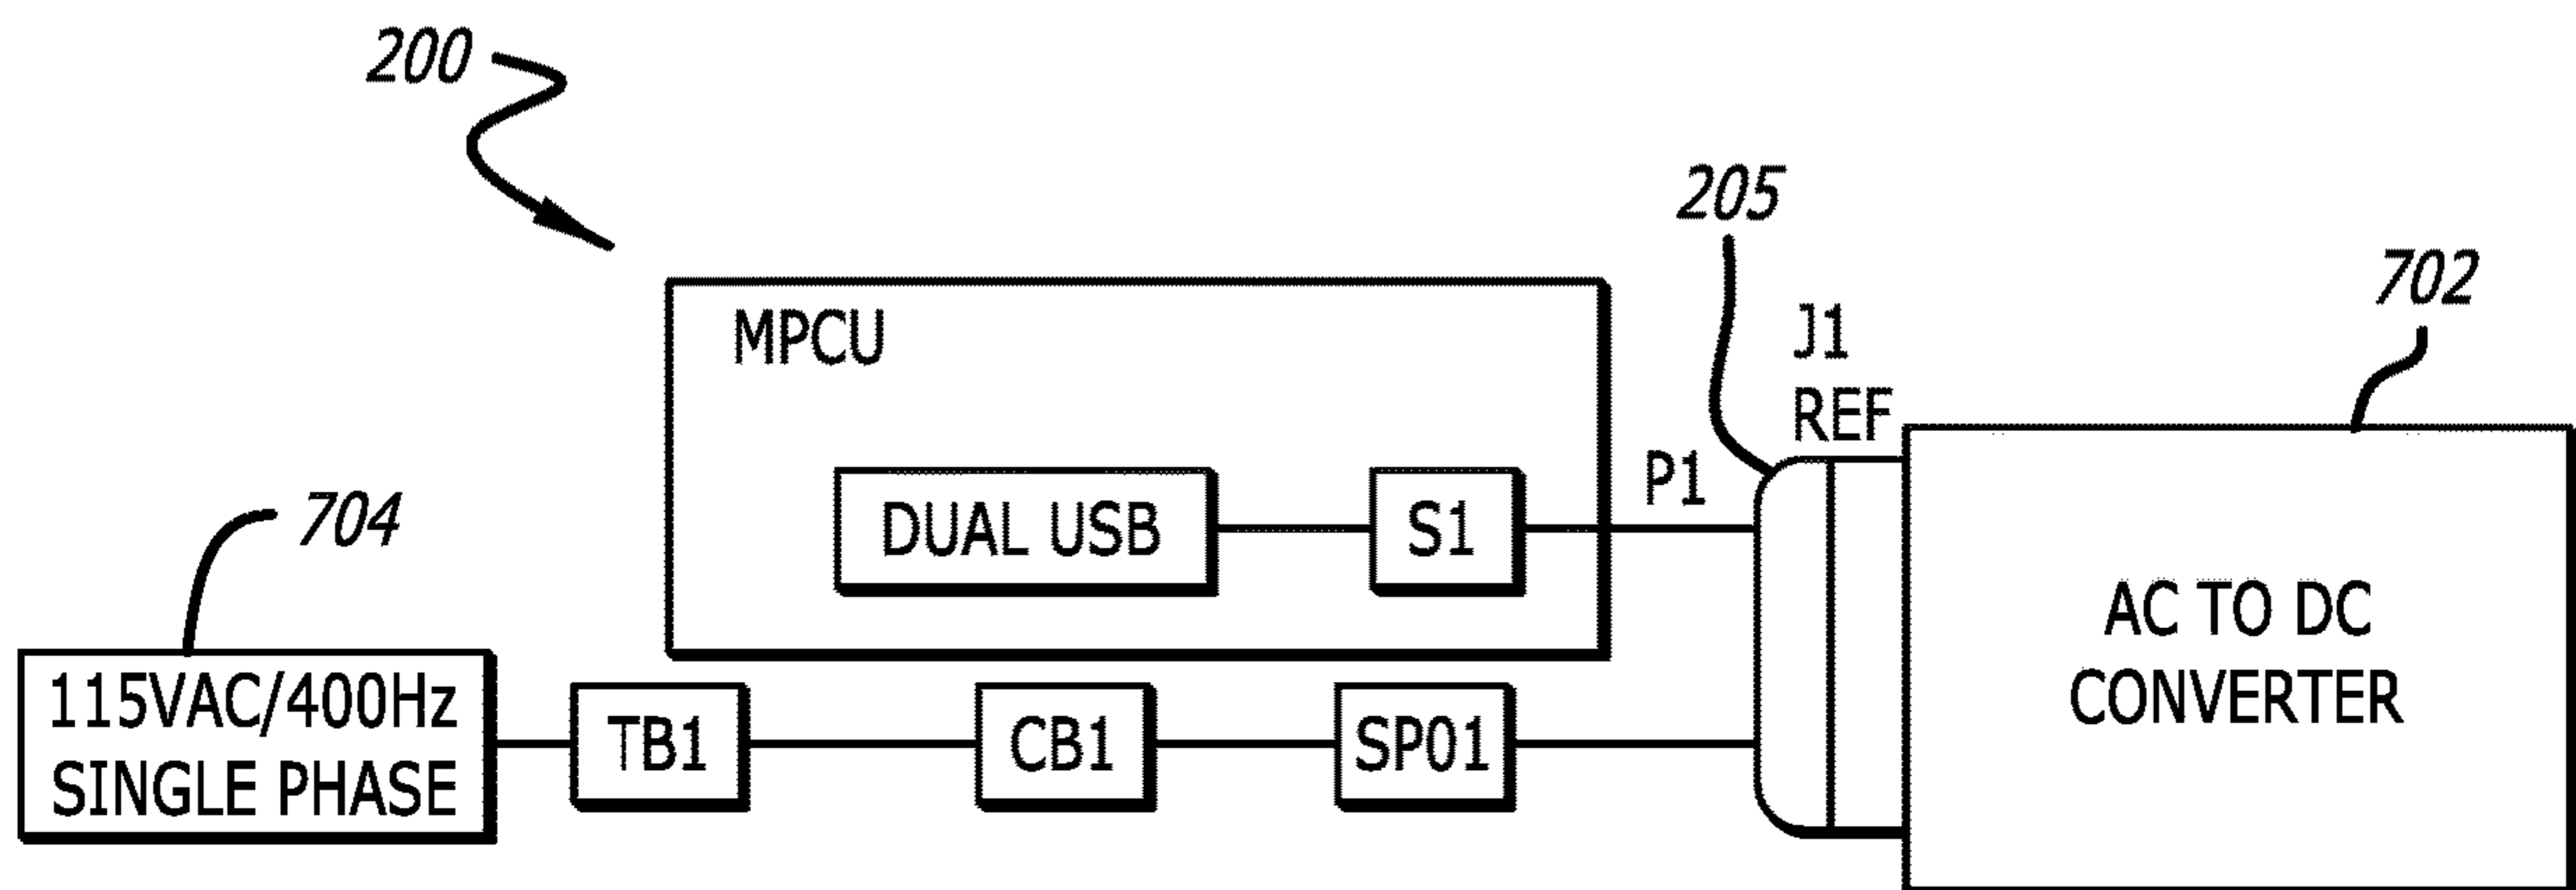 200
205
702
MPCU
J1
REF
P1
704
DUAL USB
S1
AC TO DC
CONVERTER
115VAC/400Hz
SINGLE PHASE
TB1
CB1
SP01